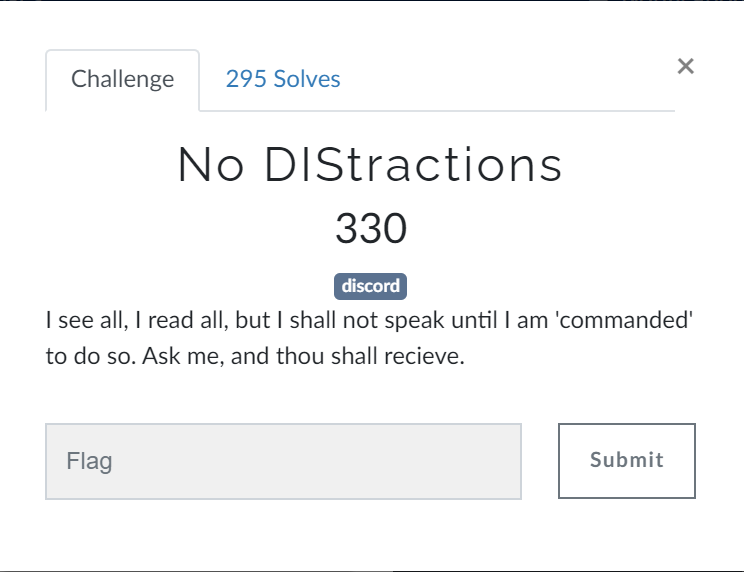 Challenge
295 Solves
×
No DIStractions
330
discord
I see all, I read all, but I shall not speak until I am 'commanded'
to do so. Ask me, and thou shall recieve.
Flag
Submit